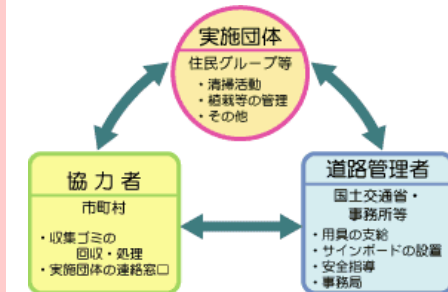 実施団体
住民グループ等
・清掃活動
・植栽等の管理
・その他
協力者
市町村
・収集ゴミの
回収・処理
・実施団体の連絡窓口
道路管理者
国土交通省・
事務所等
・用具の支給
・サインボードの設置
・安全指導
・事務局